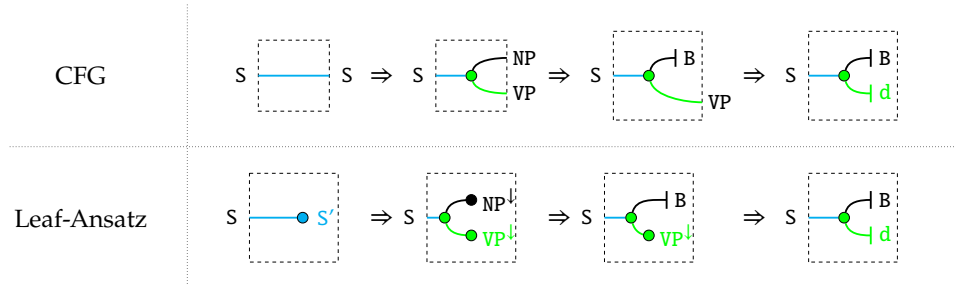 CFG S S ⇒ S NP VP ⇒ S B VP ⇒ S B d
Leaf-Ansatz S S′ ⇒ S NP↓ VP↓ ⇒ S B VP↓ ⇒ S B d